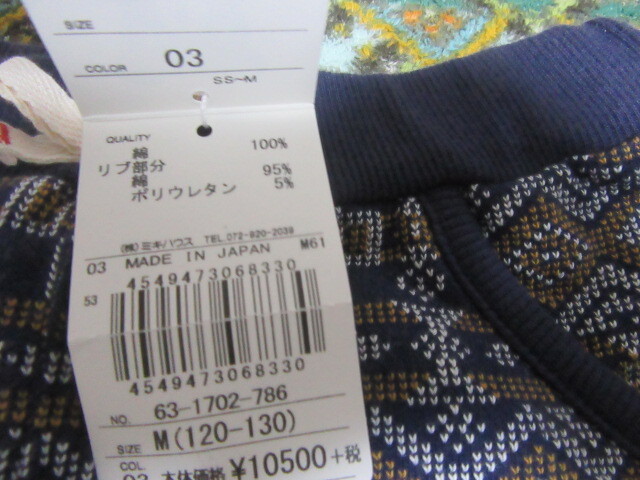 SIZE
COLOR 03
SS～M
QUALITY
綿 100%
リブ部分
綿 95%
ポリウレタン 5%
(株)ミキハウス TEL.072-920-2039
03 MADE IN JAPAN M61
4549473068330
53
4549473068330
NO. 63-1702-786
SIZE M(120-130)
COL.
03 本体価格 ¥10500+税